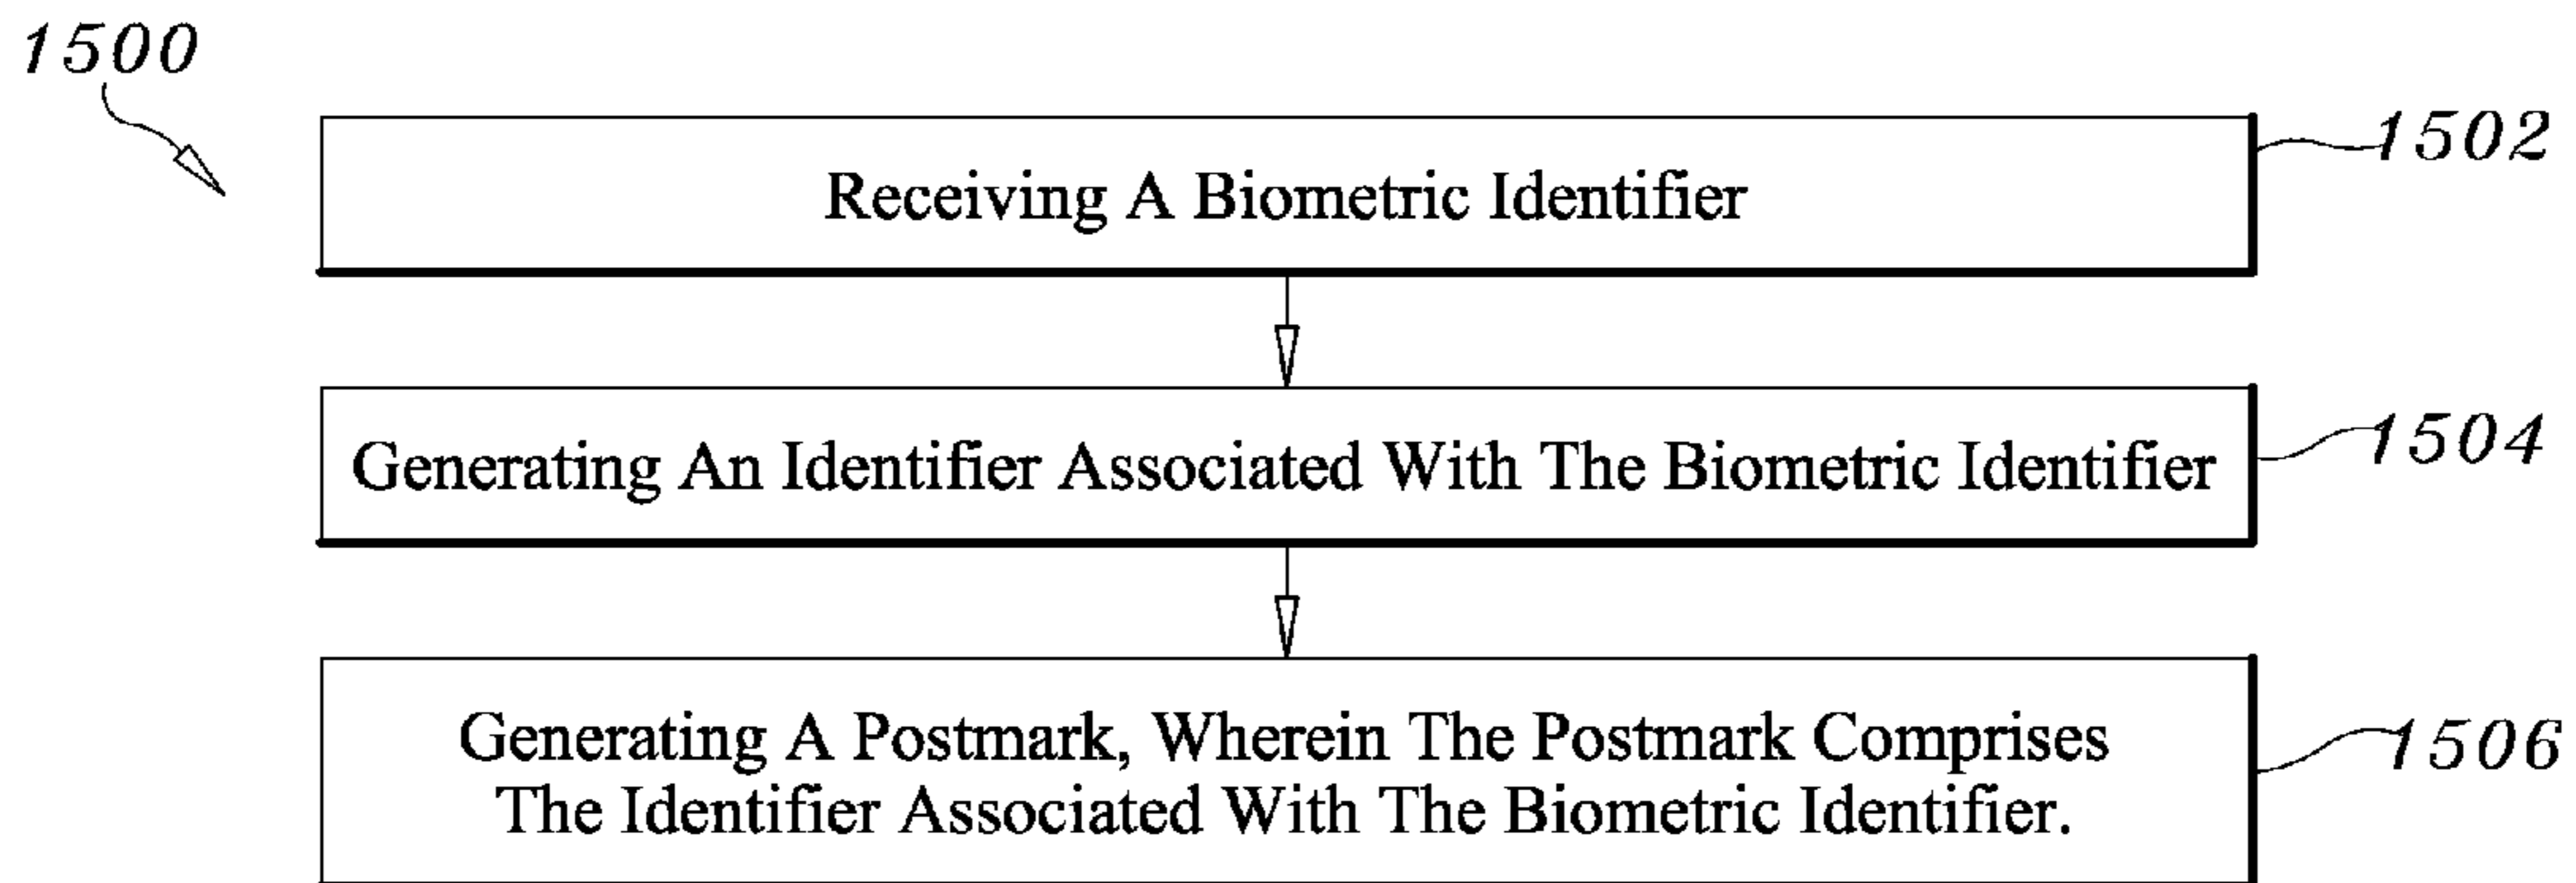 1500
Receiving A Biometric Identifier
1502
Generating An Identifier Associated With The Biometric Identifier
1504
Generating A Postmark, Wherein The Postmark Comprises
The Identifier Associated With The Biometric Identifier.
1506